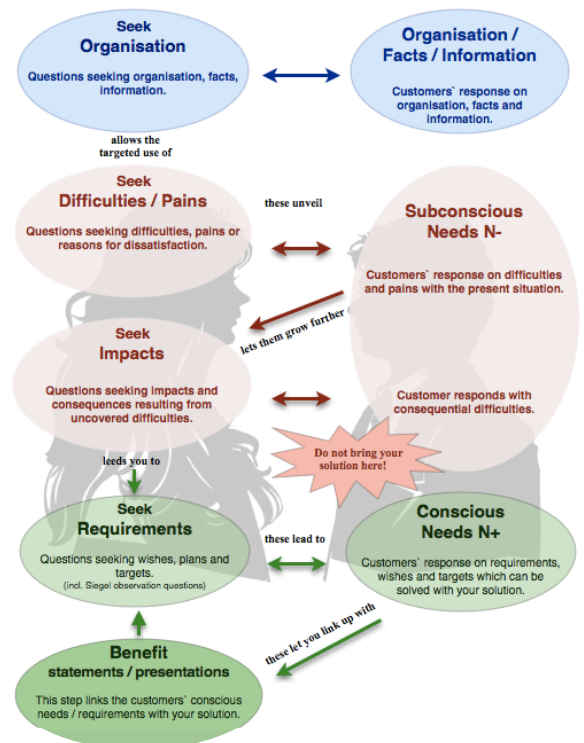 Seek
Organisation
Questions seeking organisation, facts,
information.
Organisation /
Facts / Information
Customers` response on
organisation, facts and
information.
allows the
targeted use of
Seek
Difficulties / Pains
Questions seeking difficulties, pains or
reasons for dissatisfaction.
these unveil
Subconscious
Needs N-
Customers` response on difficulties
and pains with the present situation.
lets them grow further
Seek
Impacts
Questions seeking impacts and
consequences resulting from
uncovered difficulties.
Customer responds with
consequential difficulties.
Do not bring your
solution here!
leeds you to
Seek
Requirements
Questions seeking wishes, plans and
targets.
(incl. Siegel observation questions)
these lead to
Conscious
Needs N+
Customers` response on requirements,
wishes and targets which can be
solved with your solution.
these let you link up with
Benefit
statements / presentations
This step links the customers` conscious
needs / requirements with your solution.